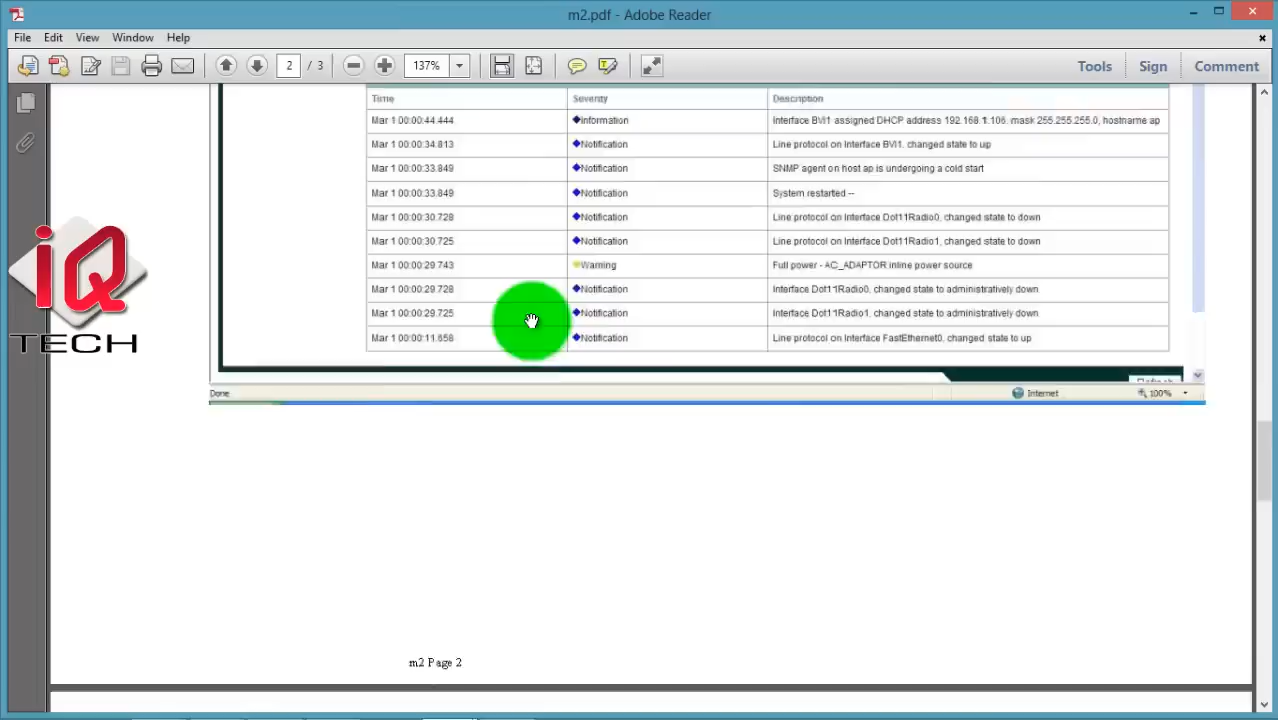 m2.pdf - Adobe Reader
File Edit View Window Help
2 / 3 137% Tools Sign Comment
Time Severity Description
Mar 1 00:00:44.444 Information Interface BVI1 assigned DHCP address 192.168.1.106, mask 255.255.255.0, hostname ap
Mar 1 00:00:34.813 Notification Line protocol on Interface BVI1, changed state to up
Mar 1 00:00:33.849 Notification SNMP agent on host ap is undergoing a cold start
Mar 1 00:00:33.849 Notification System restarted --
Mar 1 00:00:30.728 Notification Line protocol on Interface Dot11Radio0, changed state to down
Mar 1 00:00:30.725 Notification Line protocol on Interface Dot11Radio1, changed state to down
Mar 1 00:00:29.743 Warning Full power - AC_ADAPTOR inline power source
Mar 1 00:00:29.728 Notification Interface Dot11Radio0, changed state to administratively down
Mar 1 00:00:29.725 Notification Interface Dot11Radio1, changed state to administratively down
Mar 1 00:00:11.658 Notification Line protocol on Interface FastEthernet0, changed state to up
iQ
TECH
Done Internet 100%
m2 Page 2